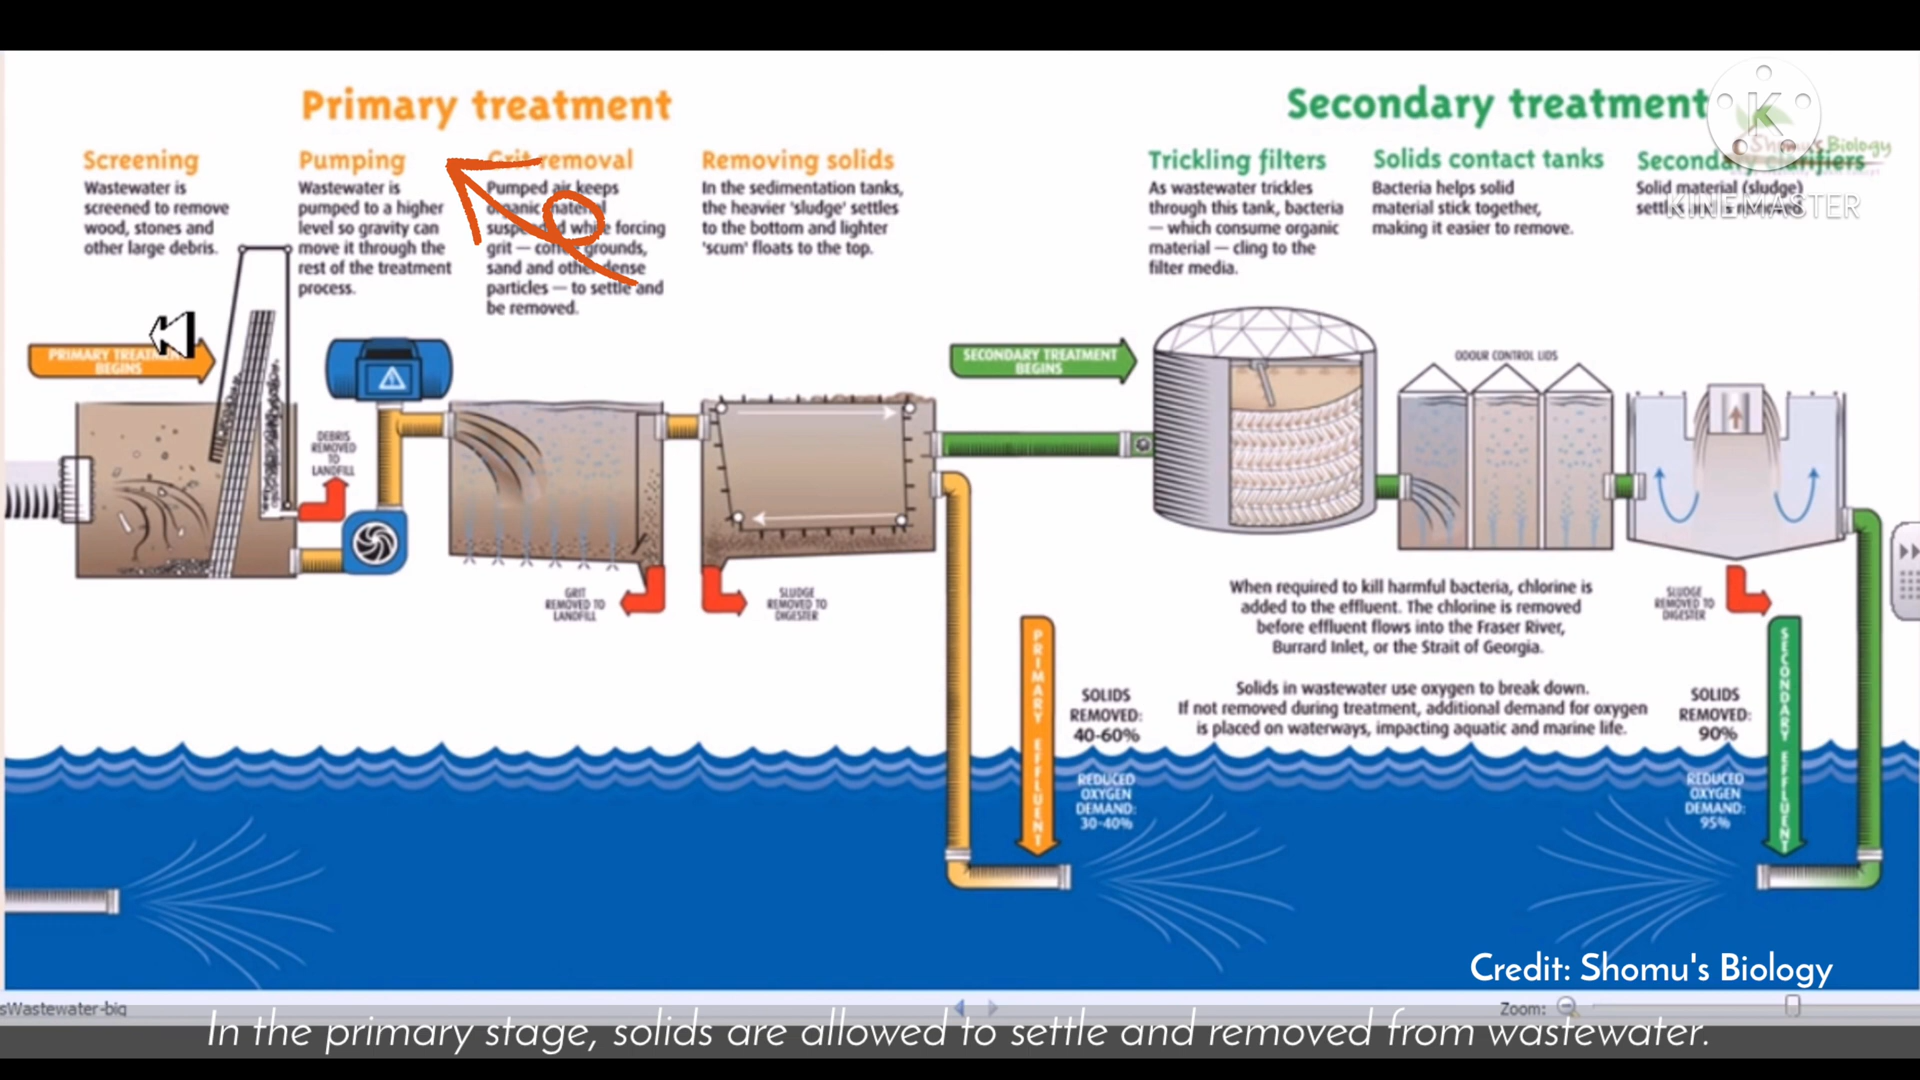 Primary treatment
Secondary treatment
Screening
Wastewater is
screened to remove
wood, stones and
other large debris.
Pumping
Wastewater is
pumped to a higher
level so gravity can
move it through the
rest of the treatment
process.
Grit removal
Pumped air keeps
organic material
suspended while forcing
grit — coffee grounds,
sand and other dense
particles — to settle and
be removed.
Removing solids
In the sedimentation tanks,
the heavier 'sludge' settles
to the bottom and lighter
'scum' floats to the top.
Trickling filters
As wastewater trickles
through this tank, bacteria
— which consume organic
material — cling to the
filter media.
Solids contact tanks
Bacteria helps solid
material stick together,
making it easier to remove.
Secondary clarifiers
Solid material (sludge)
Shomu's Biology
K
KINEMASTER
PRIMARY TREATMENT
BEGINS
SECONDARY TREATMENT
BEGINS
ODOUR CONTROL LIDS
DEBRIS
REMOVED
TO
LANDFILL
GRIT
REMOVED TO
LANDFILL
SLUDGE
REMOVED TO
DIGESTER
When required to kill harmful bacteria, chlorine is
added to the effluent. The chlorine is removed
before effluent flows into the Fraser River,
Burrard Inlet, or the Strait of Georgia.
Solids in wastewater use oxygen to break down.
If not removed during treatment, additional demand for oxygen
is placed on waterways, impacting aquatic and marine life.
SLUDGE
REMOVED TO
DIGESTER
PRIMARY EFFLUENT
SOLIDS
REMOVED:
40-60%
REDUCED
OXYGEN
DEMAND:
30-40%
SOLIDS
REMOVED:
90%
REDUCED
OXYGEN
DEMAND:
95%
SECONDARY EFFLUENT
Credit: Shomu's Biology
sWastewater-big
Zoom:
In the primary stage, solids are allowed to settle and removed from wastewater.